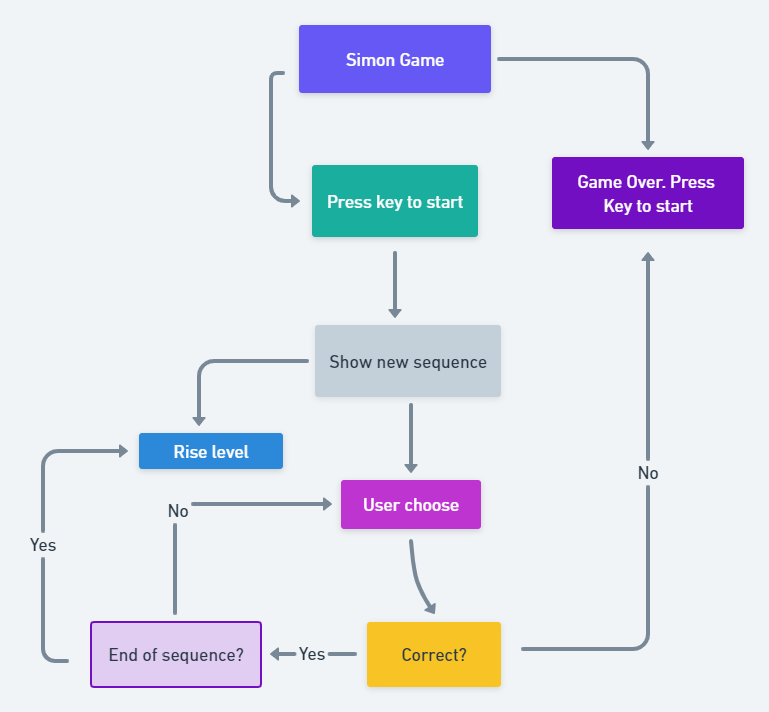 Simon Game
Game Over. Press
Key to start
Press key to start
Show new sequence
Rise level
No
User choose
No
Yes
End of sequence?
Yes
Correct?